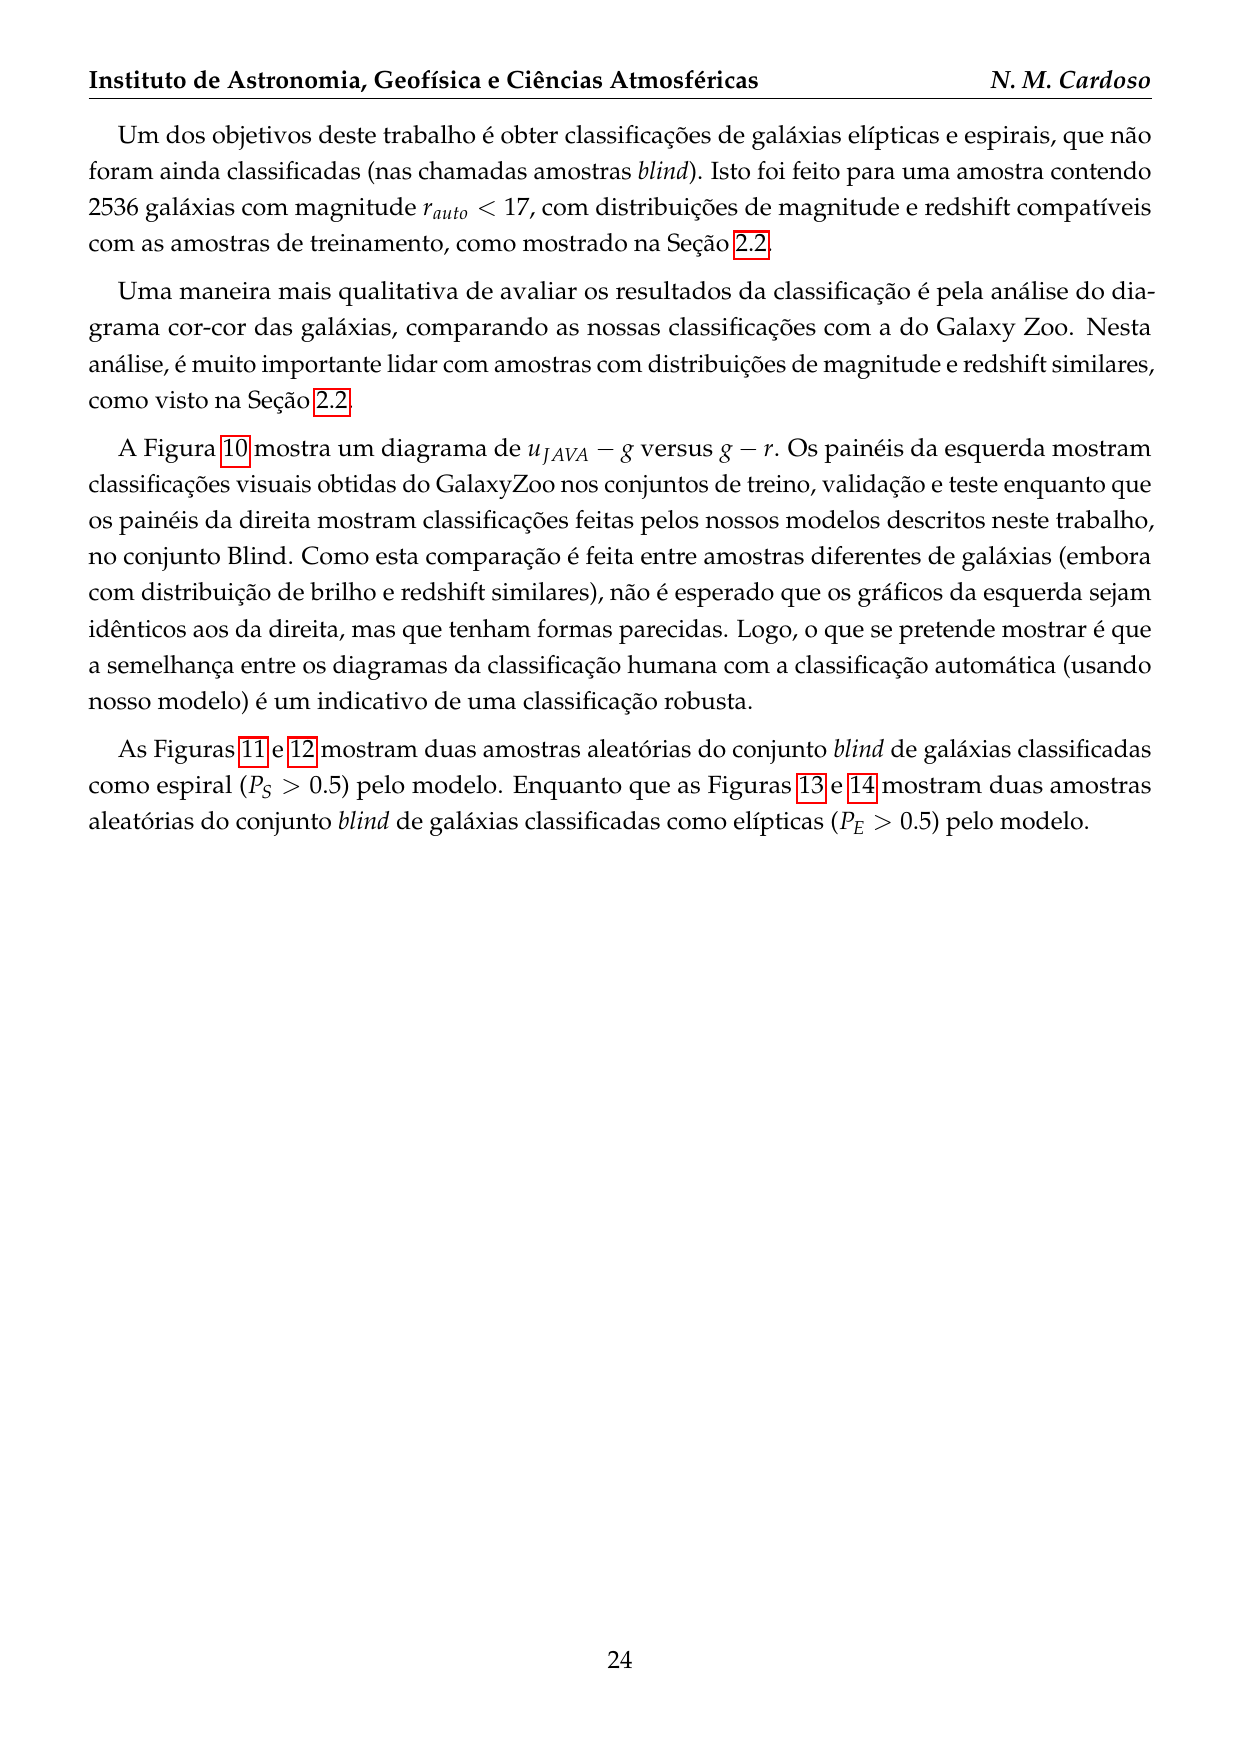 Instituto de Astronomia, Geofísica e Ciências Atmosféricas N. M. Cardoso
Um dos objetivos deste trabalho é obter classificações de galáxias elípticas e espirais, que não
foram ainda classificadas (nas chamadas amostras blind). Isto foi feito para uma amostra contendo
2536 galáxias com magnitude r_auto < 17, com distribuições de magnitude e redshift compatíveis
com as amostras de treinamento, como mostrado na Seção 2.2.
Uma maneira mais qualitativa de avaliar os resultados da classificação é pela análise do dia-
grama cor-cor das galáxias, comparando as nossas classificações com a do Galaxy Zoo. Nesta
análise, é muito importante lidar com amostras com distribuições de magnitude e redshift similares,
como visto na Seção 2.2.
A Figura 10 mostra um diagrama de u_JAVA − g versus g − r. Os painéis da esquerda mostram
classificações visuais obtidas do GalaxyZoo nos conjuntos de treino, validação e teste enquanto que
os painéis da direita mostram classificações feitas pelos nossos modelos descritos neste trabalho,
no conjunto Blind. Como esta comparação é feita entre amostras diferentes de galáxias (embora
com distribuição de brilho e redshift similares), não é esperado que os gráficos da esquerda sejam
idênticos aos da direita, mas que tenham formas parecidas. Logo, o que se pretende mostrar é que
a semelhança entre os diagramas da classificação humana com a classificação automática (usando
nosso modelo) é um indicativo de uma classificação robusta.
As Figuras 11 e 12 mostram duas amostras aleatórias do conjunto blind de galáxias classificadas
como espiral (P_S > 0.5) pelo modelo. Enquanto que as Figuras 13 e 14 mostram duas amostras
aleatórias do conjunto blind de galáxias classificadas como elípticas (P_E > 0.5) pelo modelo.
24